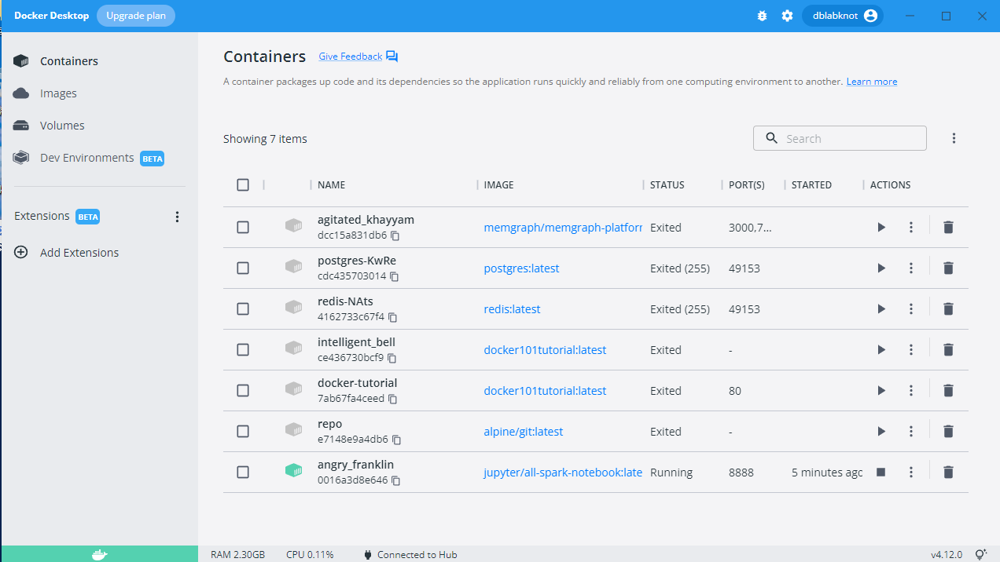 Docker Desktop Upgrade plan dblabknot
Containers
Images
Volumes
Dev Environments BETA
Extensions BETA
Add Extensions
Containers Give Feedback
A container packages up code and its dependencies so the application runs quickly and reliably from one computing environment to another. Learn more
Showing 7 items Search
NAME IMAGE STATUS PORT(S) STARTED ACTIONS
agitated_khayyam
dcc15a831db6 memgraph/memgraph-platforr Exited 3000,7...
postgres-KwRe
cdc435703014 postgres:latest Exited (255) 49153
redis-NAts
4162733c67f4 redis:latest Exited (255) 49153
intelligent_bell
ce436730bcf9 docker101tutorial:latest Exited -
docker-tutorial
7ab67fa4ceed docker101tutorial:latest Exited 80
repo
e7148e9a4db6 alpine/git:latest Exited -
angry_franklin
0016a3d8e646 jupyter/all-spark-notebook:late Running 8888 5 minutes agc
RAM 2.30GB CPU 0.11% Connected to Hub v4.12.0